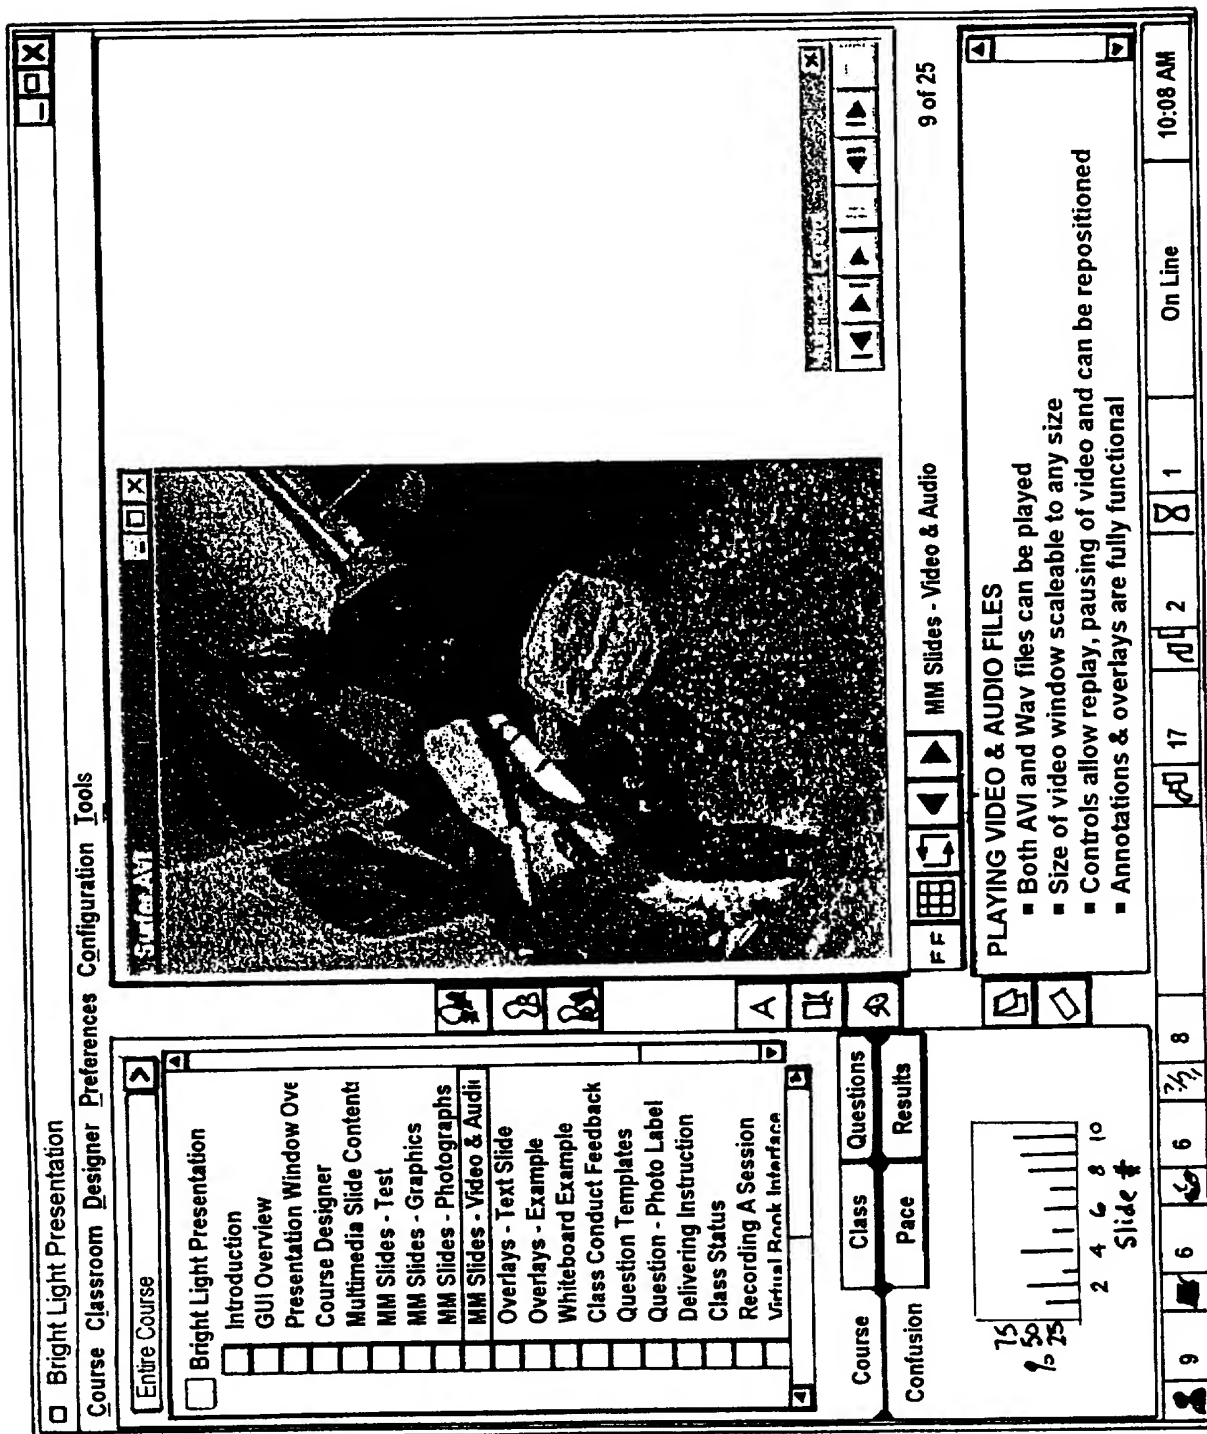 Bright Light Presentation
Course Classroom Designer Preferences Configuration Tools
Entire Course
Bright Light Presentation
Introduction
GUI Overview
Presentation Window Ove
Course Designer
Multimedia Slide Content
MM Slides - Test
MM Slides - Graphics
MM Slides - Photographs
MM Slides - Video & Audi
Overlays - Text Slide
Overlays - Example
Whiteboard Example
Class Conduct Feedback
Question Templates
Question - Photo Label
Delivering Instruction
Class Status
Recording A Session
Virtual Book Interface
Course Class Questions
Confusion Pace Results
75
% 50
25
2 4 6 8 10
Slide #
A
FF MM Slides - Video & Audio 9 of 25
PLAYING VIDEO & AUDIO FILES
▪ Both AVI and Wav files can be played
▪ Size of video window scaleable to any size
▪ Controls allow replay, pausing of video and can be repositioned
▪ Annotations & overlays are fully functional
9 6 6 8 17 2 1 On Line 10:08 AM